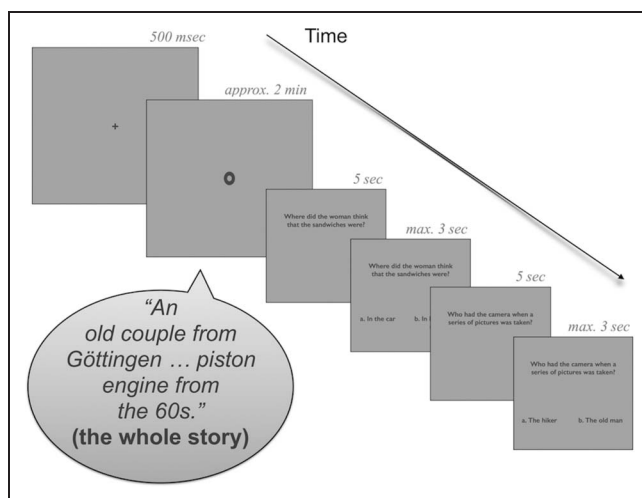 Time
500 msec
+
approx. 2 min
5 sec
Where did the woman think
that the sandwiches were?
max. 3 sec
Where did the woman think
that the sandwiches were?
a. In the car b. In
5 sec
Who had the camera when a
series of pictures was taken?
max. 3 sec
Who had the camera when a
series of pictures was taken?
a. The hiker b. The old man
“An
old couple from
Göttingen ... piston
engine from
the 60s.”
(the whole story)